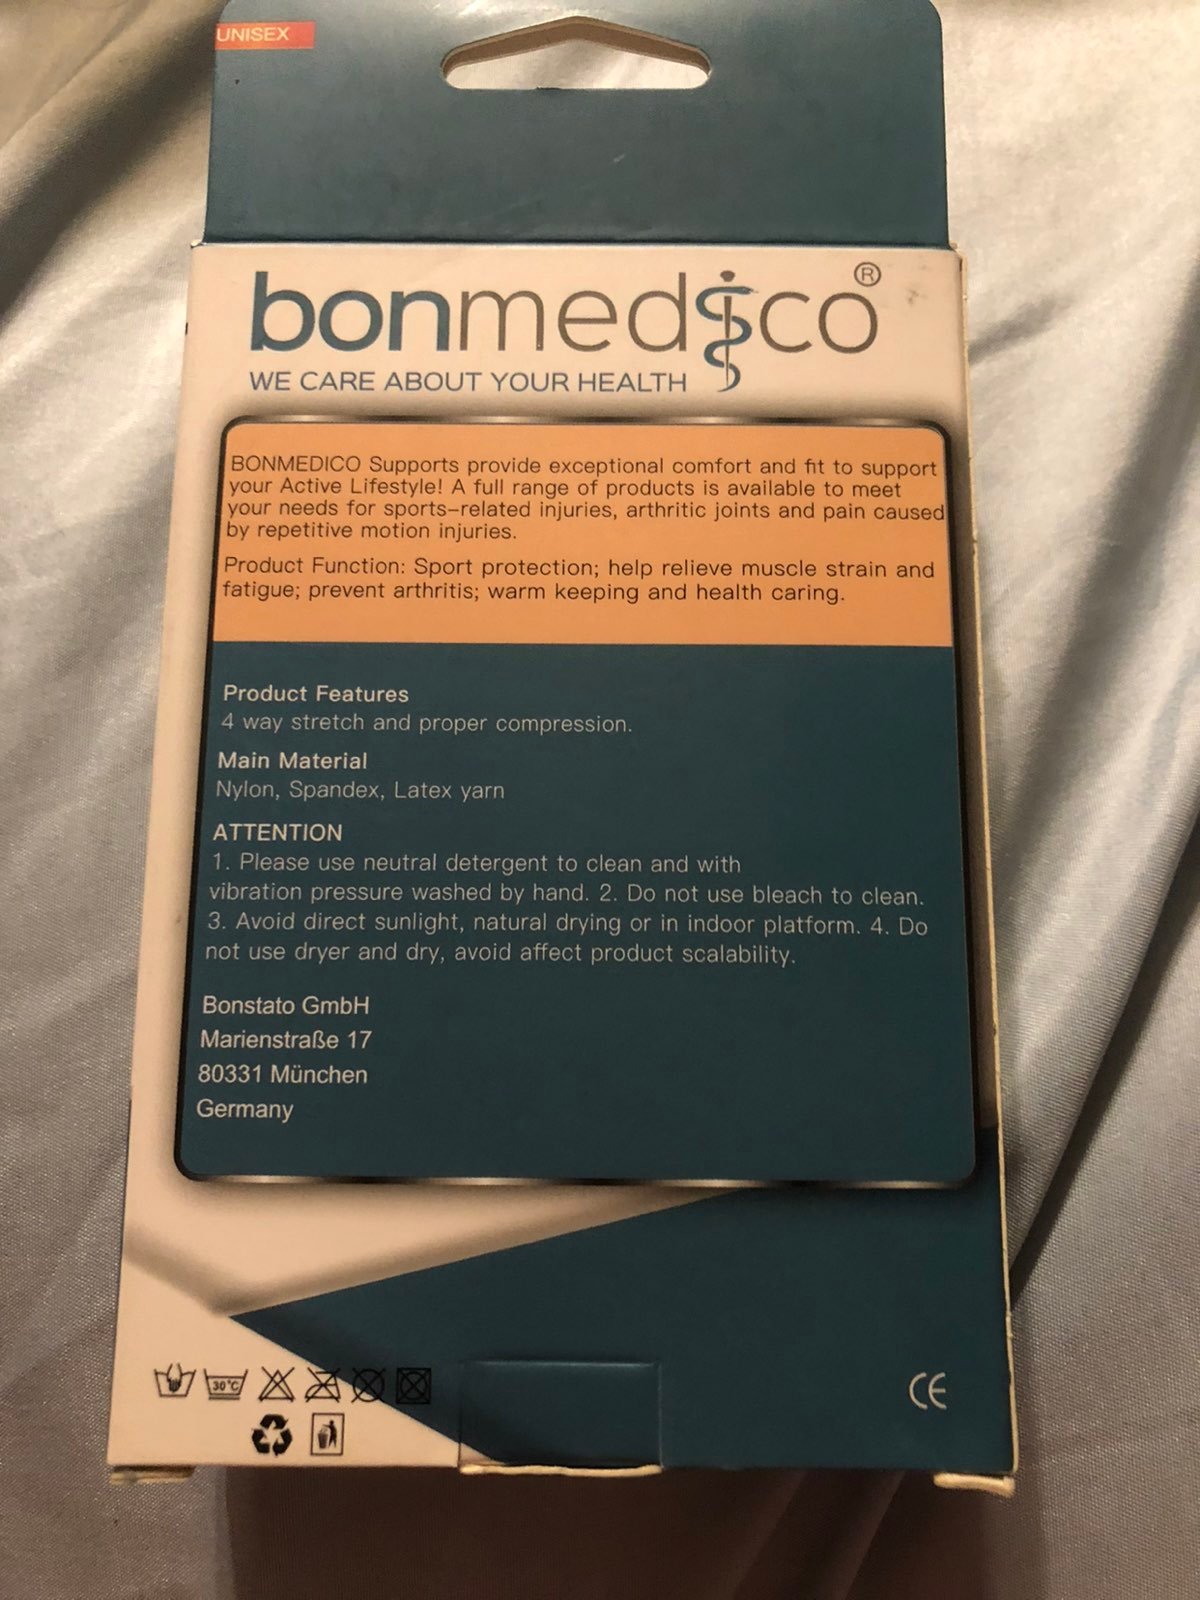 UNISEX
bonmedico®
WE CARE ABOUT YOUR HEALTH
BONMEDICO Supports provide exceptional comfort and fit to support
your Active Lifestyle! A full range of products is available to meet
your needs for sports-related injuries, arthritic joints and pain caused
by repetitive motion injuries.
Product Function: Sport protection; help relieve muscle strain and
fatigue; prevent arthritis; warm keeping and health caring.
Product Features
4 way stretch and proper compression.
Main Material
Nylon, Spandex, Latex yarn
ATTENTION
1. Please use neutral detergent to clean and with
vibration pressure washed by hand. 2. Do not use bleach to clean.
3. Avoid direct sunlight, natural drying or in indoor platform. 4. Do
not use dryer and dry, avoid affect product scalability.
Bonstato GmbH
Marienstraße 17
80331 München
Germany
30°C
CE